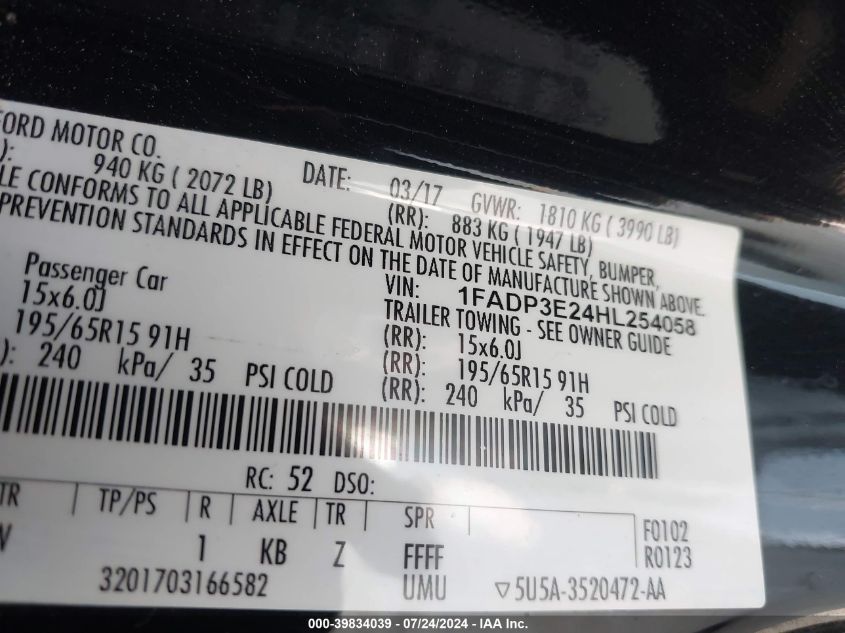 FORD MOTOR CO.
DATE: 03/17 GVWR: 1810 KG ( 3990 LB)
): 940 KG ( 2072 LB) (RR): 883 KG ( 1947 LB)
LE CONFORMS TO ALL APPLICABLE FEDERAL MOTOR VEHICLE SAFETY, BUMPER,
PREVENTION STANDARDS IN EFFECT ON THE DATE OF MANUFACTURE SHOWN ABOVE.
VIN: 1FADP3E24HL254058
Passenger Car TRAILER TOWING - SEE OWNER GUIDE
15x6.0J (RR): 15x6.0J
195/65R15 91H (RR): 195/65R15 91H
): 240 kPa/ 35 PSI COLD (RR): 240 kPa/ 35 PSI COLD
RC: 52 DSO:
TR TP/PS R AXLE TR SPR
1 KB Z FFFF
F0102
R0123
3201703166582 UMU ▽5U5A-3520472-AA
000-39834039 - 07/24/2024 - IAA Inc.